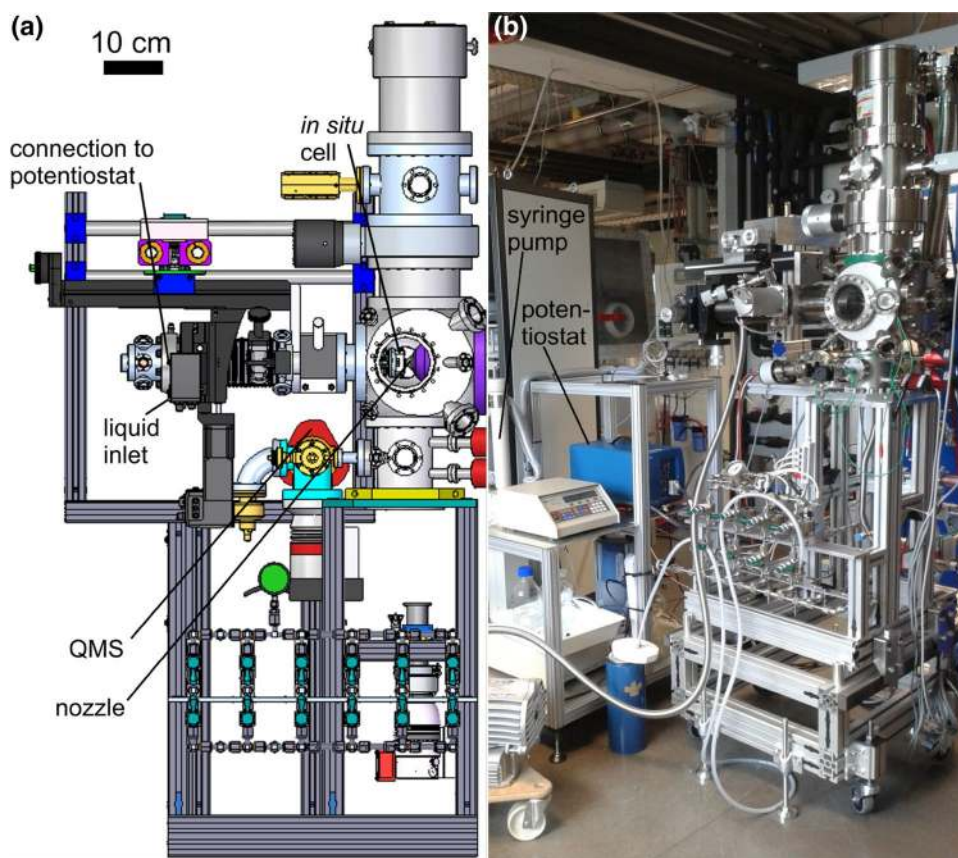 (a)
10 cm
in situ
cell
connection to
potentiostat
liquid
inlet
QMS
nozzle
(b)
syringe
pump
poten-
tiostat